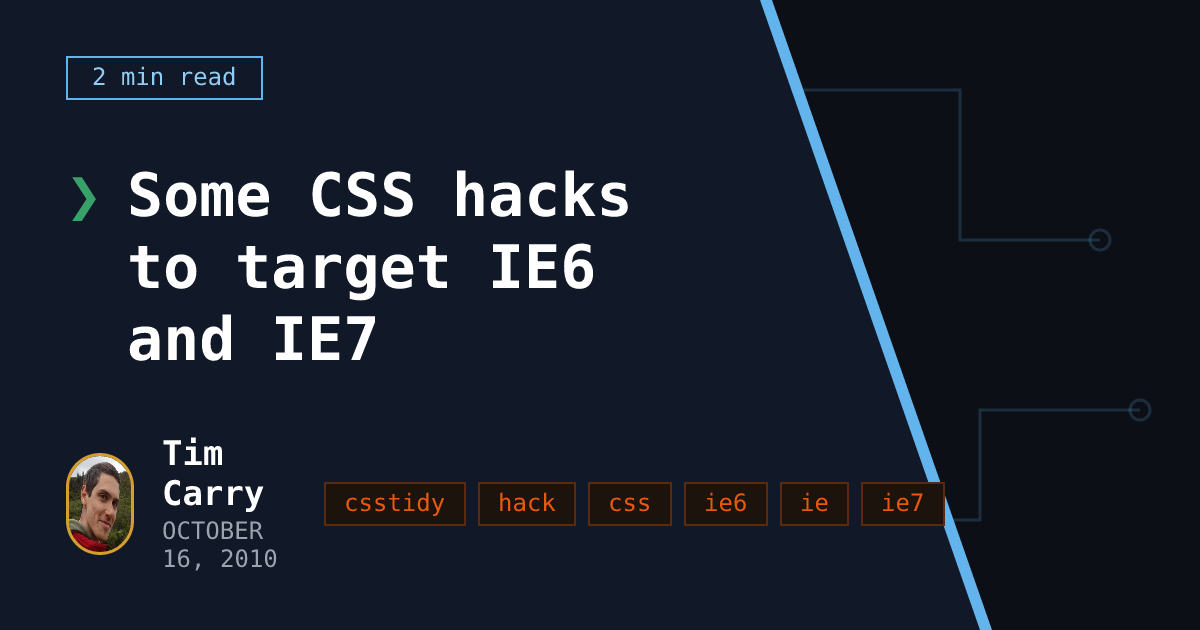 2 min read
❯ Some CSS hacks
to target IE6
and IE7
Tim
Carry
OCTOBER
16, 2010
csstidy hack css ie6 ie ie7